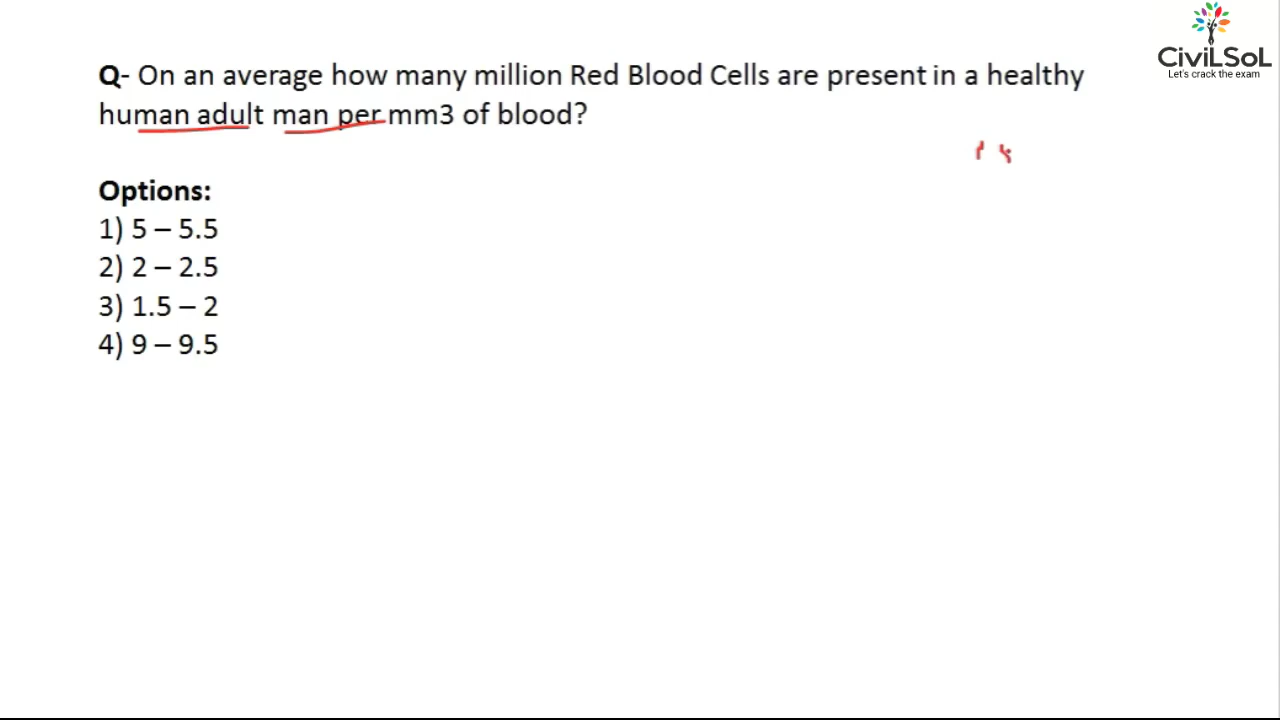 CiviLSoL
Let's crack the exam
Q- On an average how many million Red Blood Cells are present in a healthy
human adult man per mm3 of blood?
Options:
1) 5 – 5.5
2) 2 – 2.5
3) 1.5 – 2
4) 9 – 9.5